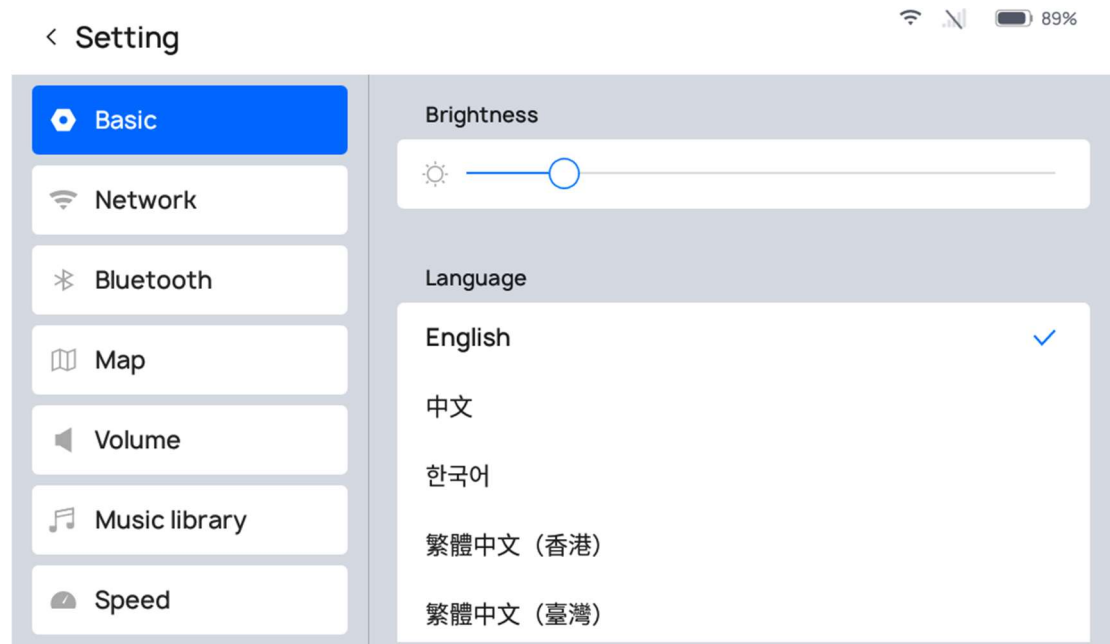 89%
Setting
Basic
Network
Bluetooth
Map
Volume
Music library
Speed
Brightness
Language
English
中文
한국어
繁體中文（香港）
繁體中文（臺灣）